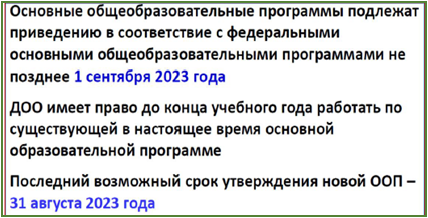 Основные общеобразовательные программы подлежат
приведению в соответствие с федеральными
основными общеобразовательными программами не
позднее 1 сентября 2023 года
ДОО имеет право до конца учебного года работать по
существующей в настоящее время основной
образовательной программе
Последний возможный срок утверждения новой ООП –
31 августа 2023 года